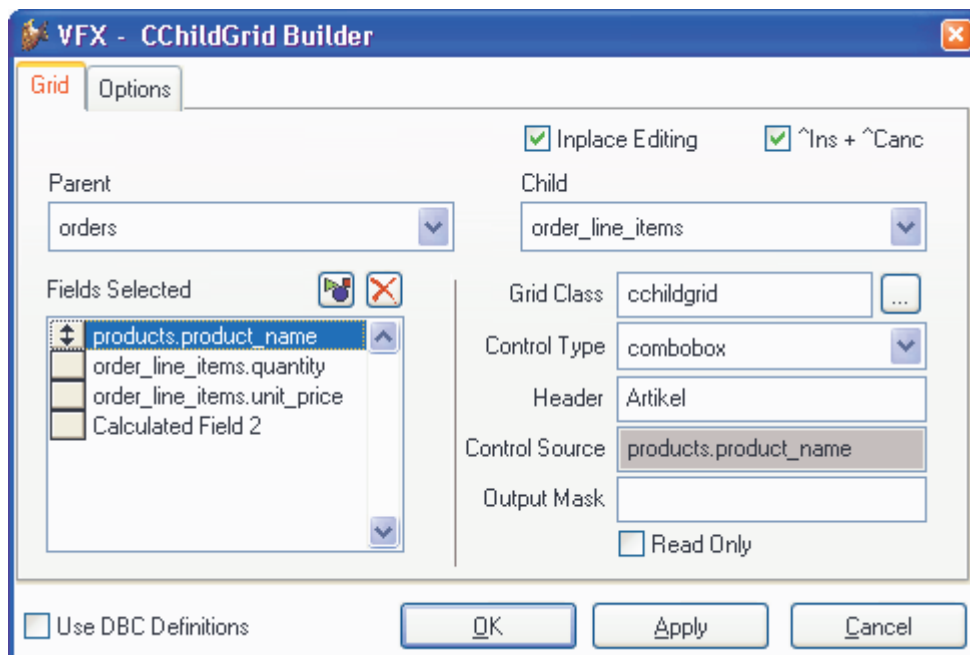 VFX - CChildGrid Builder
Grid
Options
Inplace Editing
^Ins + ^Canc
Parent
Child
orders
order_line_items
Fields Selected
products.product_name
order_line_items.quantity
order_line_items.unit_price
Calculated Field 2
Grid Class
cchildgrid
...
Control Type
combobox
Header
Artikel
Control Source
products.product_name
Output Mask
Read Only
Use DBC Definitions
OK
Apply
Cancel